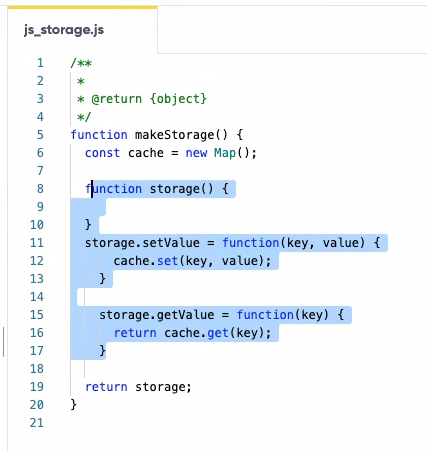 js_storage.js
1 /**
2  *
3  * @return {object}
4  */
5 function makeStorage() {
6   const cache = new Map();
7
8   function storage() {
9
10   }
11   storage.setValue = function(key, value) {
12       cache.set(key, value);
13     }
14
15     storage.getValue = function(key) {
16       return cache.get(key);
17     }
18
19   return storage;
20 }
21